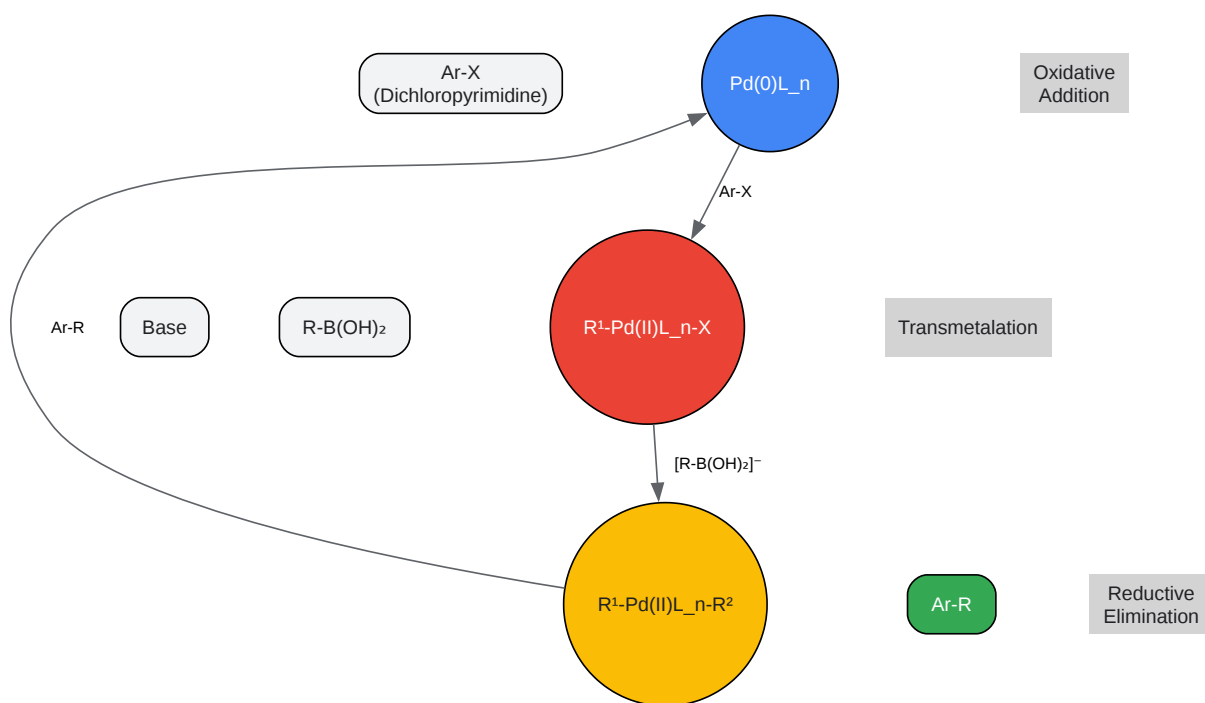 Ar-X
(Dichloropyrimidine)
Pd(0)L_n
Oxidative
Addition
Ar-X
Ar-R
Base
R-B(OH)₂
R¹-Pd(II)L_n-X
Transmetalation
[R-B(OH)₂]⁻
R¹-Pd(II)L_n-R²
Ar-R
Reductive
Elimination